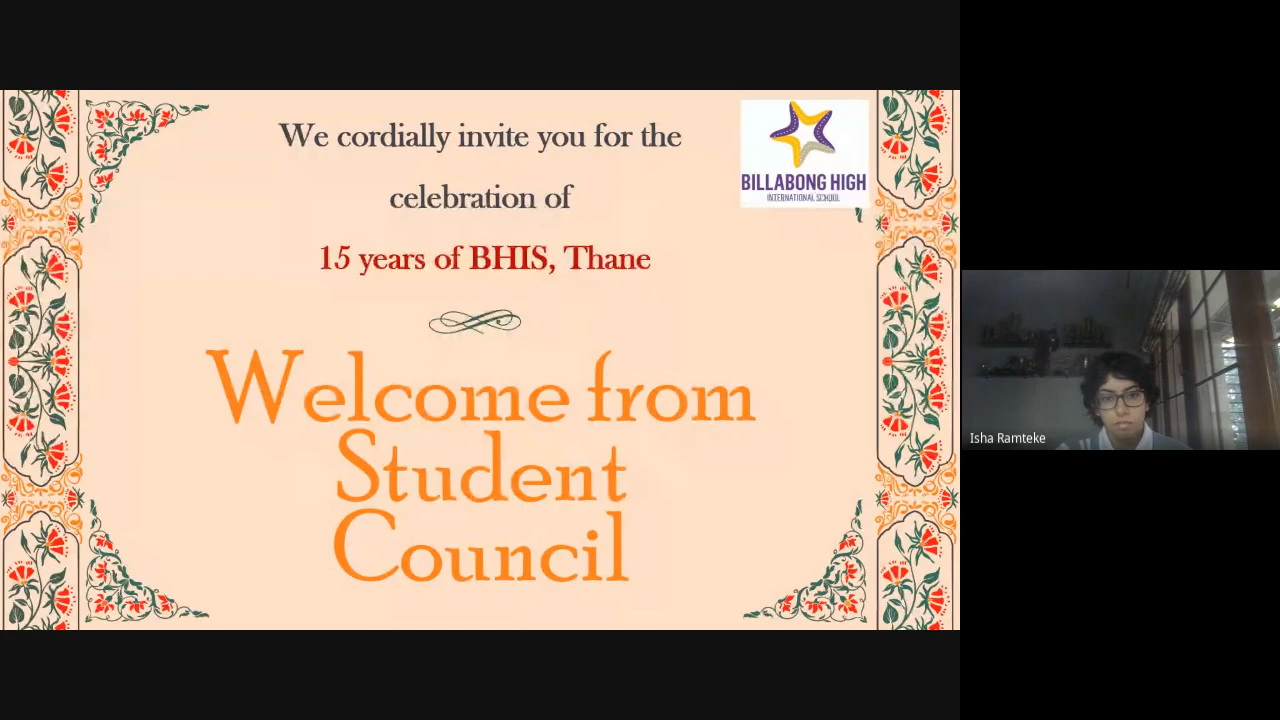 We cordially invite you for the
celebration of
15 years of BHIS, Thane
BILLABONG HIGH
INTERNATIONAL SCHOOL
Welcome from
Student
Council
Isha Ramteke